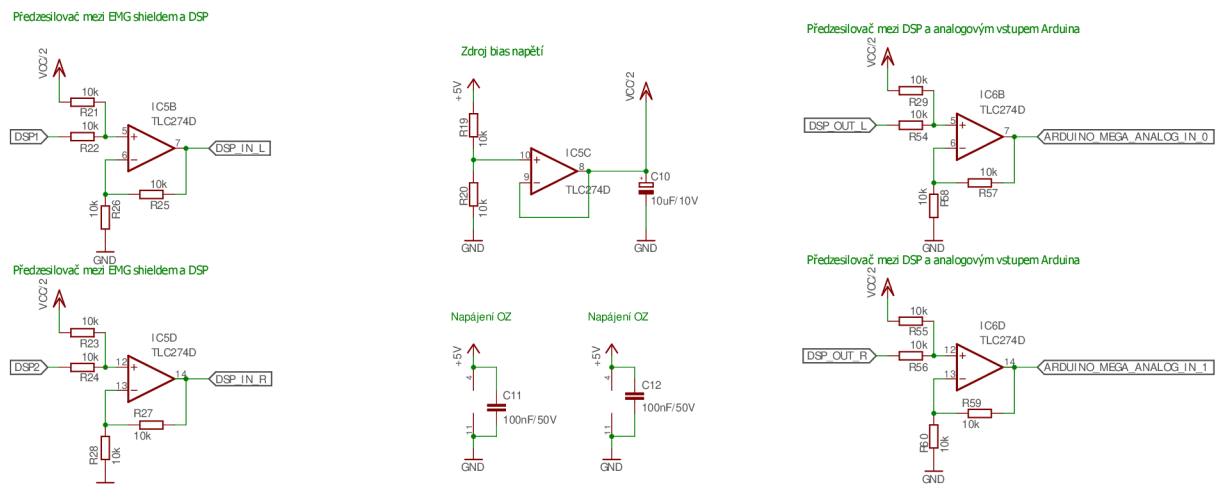 Předzesilovač mezi EMG shieldem a DSP
VCC/2
10k
R21
10k
R22
DSP1
IC5B
TLC274D
5
6
7
DSP_IN_L
10k
R25
10k
R26
GND
Předzesilovač mezi EMG shieldem a DSP
VCC/2
10k
R23
10k
R24
DSP2
IC5D
TLC274D
12
13
14
DSP_IN_R
R27
10k
R28
10k
Zdroj bias napětí
+5V
R19
10k
R20
10k
GND
10
9
8
IC5C
TLC274D
VCC/2
C10
10uF/10V
GND
Napájení OZ
+5V
4
11
C11
100nF/50V
GND
Napájení OZ
+5V
4
11
C12
100nF/50V
GND
Předzesilovač mezi DSP a analogovým vstupem Arduina
VCC/2
10k
R29
10k
R54
DSP_OUT_L
IC6B
TLC274D
5
6
7
ARDUINO_MEGA_ANALOG_IN_0
10k
R57
10k
R58
GND
Předzesilovač mezi DSP a analogovým vstupem Arduina
VCC/2
10k
R55
10k
R56
DSP_OUT_R
IC6D
TLC274D
12
13
14
ARDUINO_MEGA_ANALOG_IN_1
R59
10k
R60
10k
GND